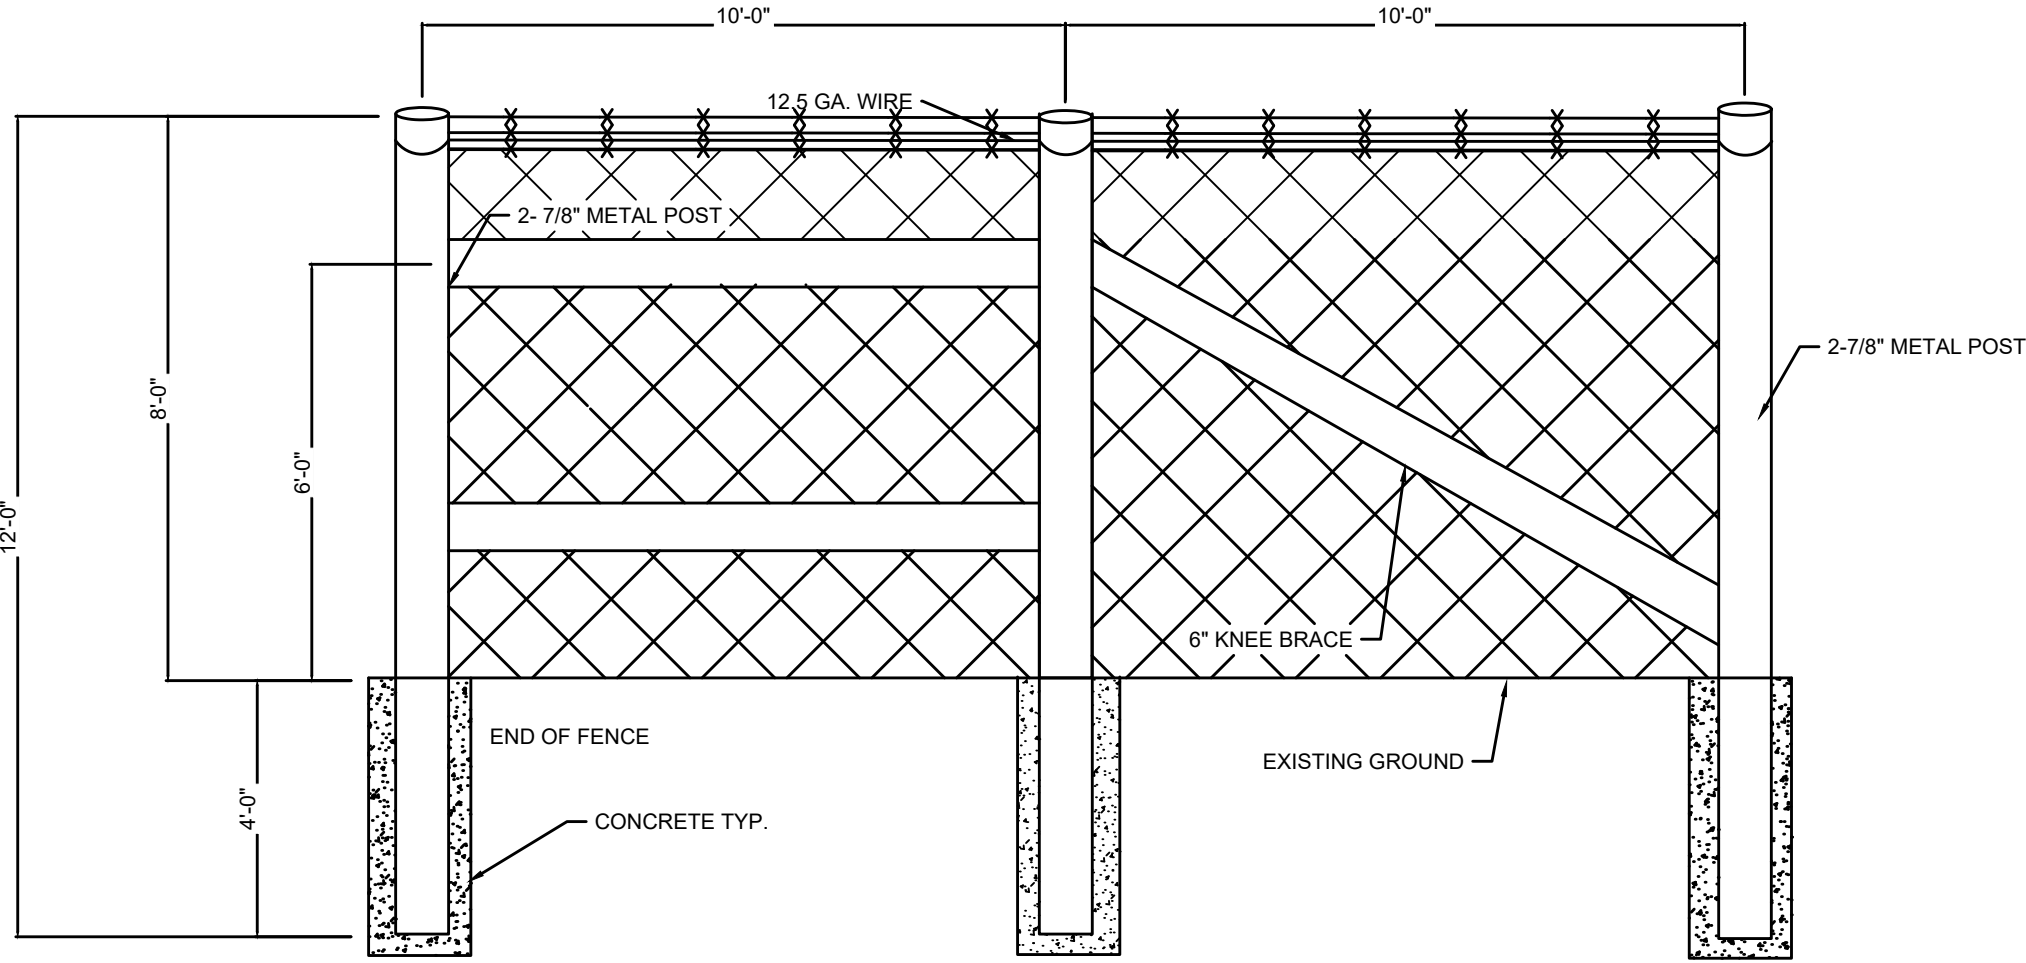 10'-0"
10'-0"
12.5 GA. WIRE
2- 7/8" METAL POST
2-7/8" METAL POST
8'-0"
6'-0"
12'-0"
6" KNEE BRACE
END OF FENCE
EXISTING GROUND
4'-0"
CONCRETE TYP.